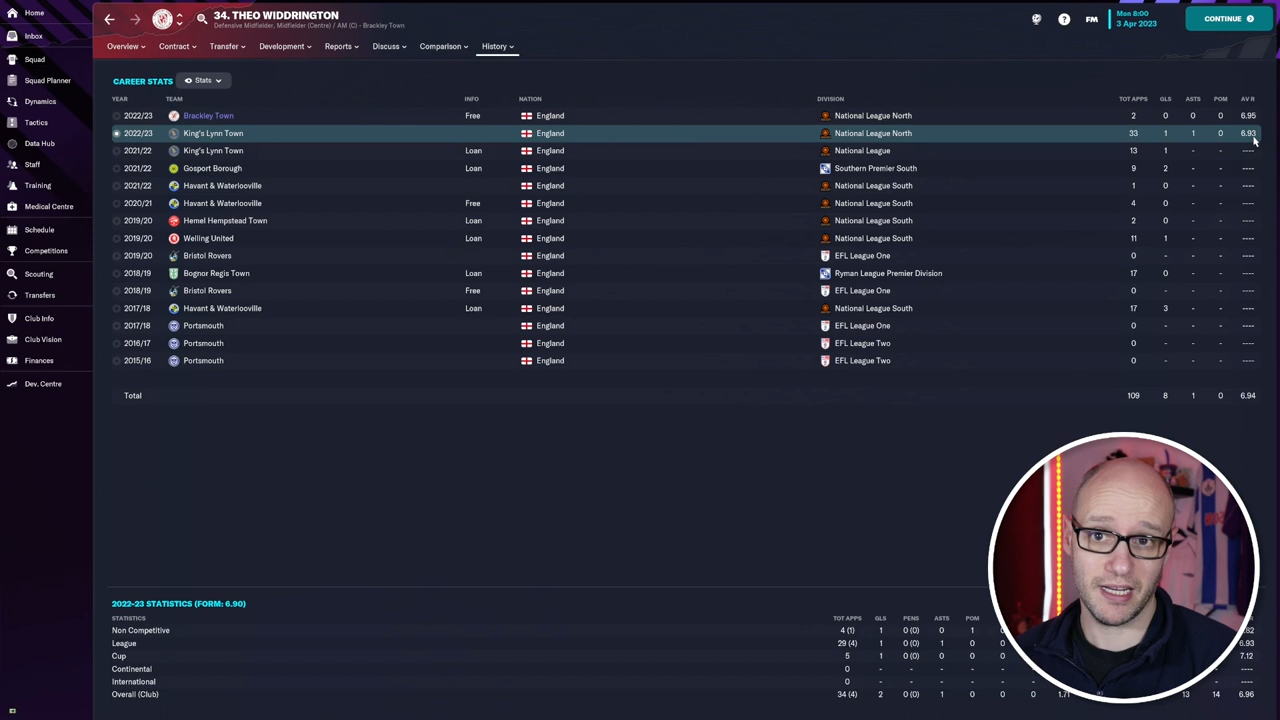 Home
Inbox
Squad
Squad Planner
Dynamics
Tactics
Data Hub
Staff
Training
Medical Centre
Schedule
Competitions
Scouting
Transfers
Club Info
Club Vision
Finances
Dev. Centre
34. THEO WIDDRINGTON
Defensive Midfielder, Midfielder (Centre) / AM (C) - Brackley Town
FM
Mon 8:00
3 Apr 2023
CONTINUE
Overview Contract Transfer Development Reports Discuss Comparison History
CAREER STATS Stats
YEAR TEAM INFO NATION DIVISION TOT APPS GLS ASTS POM AV R
2022/23 Brackley Town Free England National League North 2 0 0 0 6.95
2022/23 King's Lynn Town England National League North 33 1 1 0 6.93
2021/22 King's Lynn Town Loan England National League 13 1 - - ----
2021/22 Gosport Borough Loan England Southern Premier South 9 2 - - ----
2021/22 Havant & Waterlooville England National League South 1 0 - - ----
2020/21 Havant & Waterlooville Free England National League South 4 0 - - ----
2019/20 Hemel Hempstead Town Loan England National League South 2 0 - - ----
2019/20 Welling United Loan England National League South 11 1 - - ----
2019/20 Bristol Rovers England EFL League One 0 - - - ----
2018/19 Bognor Regis Town Loan England Ryman League Premier Division 17 0 - - ----
2018/19 Bristol Rovers Free England EFL League One 0 - - - ----
2017/18 Havant & Waterlooville Loan England National League South 17 3 - - ----
2017/18 Portsmouth England EFL League One 0 - - - ----
2016/17 Portsmouth England EFL League Two 0 - - - ----
2015/16 Portsmouth England EFL League Two 0 - - - ----
Total 109 8 1 0 6.94
2022-23 STATISTICS (FORM: 6.90)
STATISTICS TOT APPS GLS PENS ASTS POM
Non Competitive 4 (1) 1 0 (0) 0 1
League 29 (4) 1 0 (0) 1 0 6.93
Cup 5 1 0 (0) 0 0 7.12
Continental 0 - - - - -
International 0 - - - - -
Overall (Club) 34 (4) 2 0 (0) 1 0 0 13 14 6.96